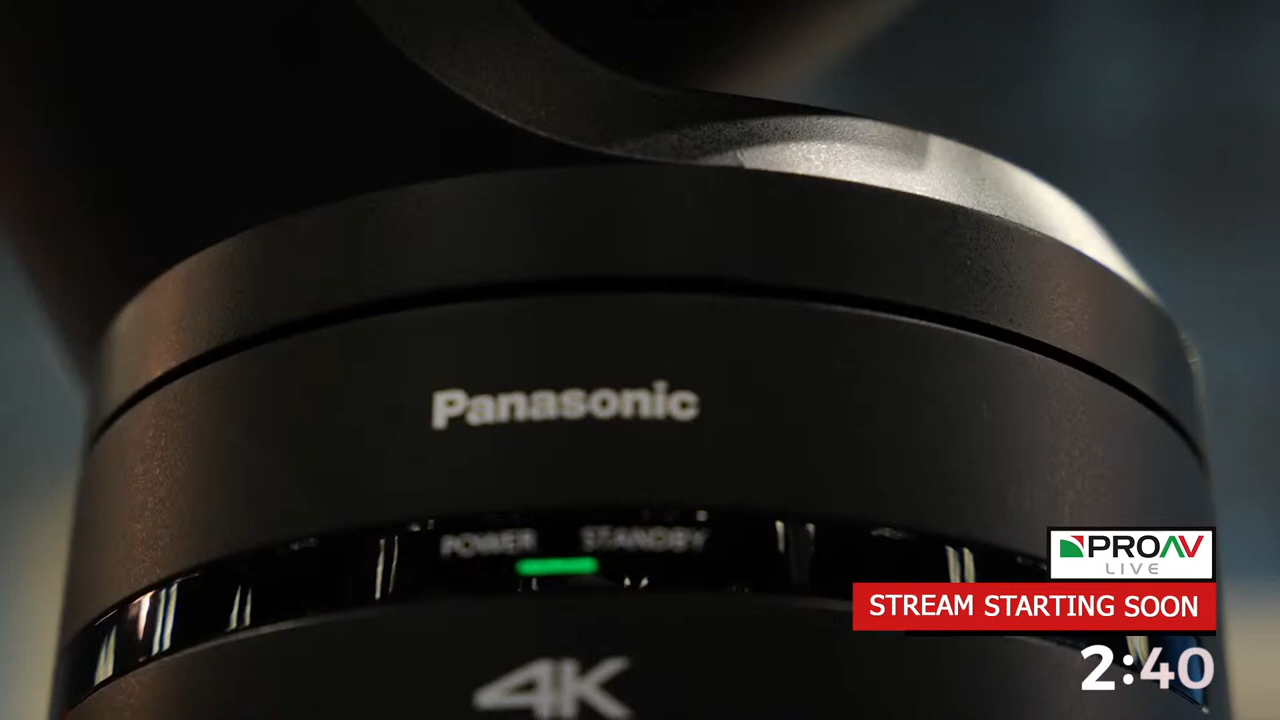 Panasonic
POWER STANDBY
4K
PROAV
LIVE
STREAM STARTING SOON
2:40